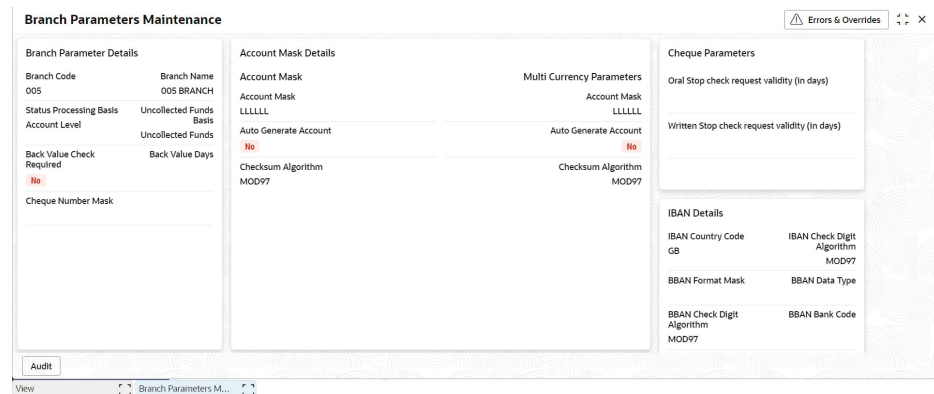 Branch Parameters Maintenance
Errors & Overrides
Branch Parameter Details
Branch Code
Branch Name
005
005 BRANCH
Status Processing Basis
Uncollected Funds
Basis
Account Level
Uncollected Funds
Back Value Check
Required
Back Value Days
No
Cheque Number Mask
Account Mask Details
Account Mask
Multi Currency Parameters
Account Mask
Account Mask
LLLLLL
LLLLLL
Auto Generate Account
Auto Generate Account
No
No
Checksum Algorithm
Checksum Algorithm
MOD97
MOD97
Cheque Parameters
Oral Stop check request validity (in days)
Written Stop check request validity (in days)
IBAN Details
IBAN Country Code
IBAN Check Digit
Algorithm
GB
MOD97
BBAN Format Mask
BBAN Data Type
BBAN Check Digit
Algorithm
BBAN Bank Code
MOD97
Audit
View
Branch Parameters M...